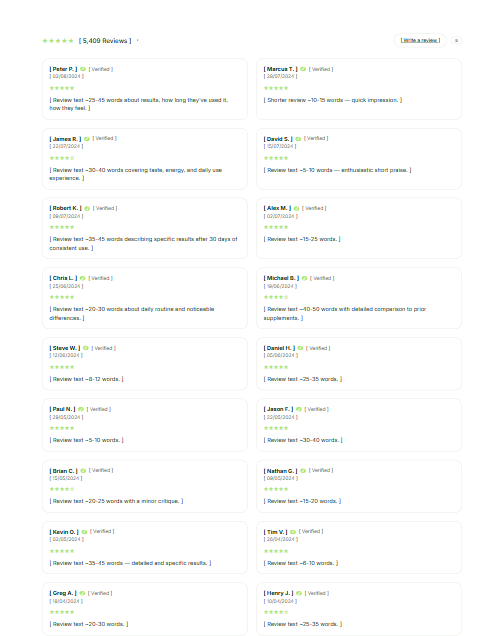 [ 5,409 Reviews ]
[ Write a review ]
[ Peter P. ] [ Verified ]
[ 03/08/2024 ]
[ Review text ~25-45 words about results, how long they've used it,
how they feel. ]
[ Marcus T. ] [ Verified ]
[ 28/07/2024 ]
[ Shorter review ~10-15 words — quick impression. ]
[ James R. ] [ Verified ]
[ 22/07/2024 ]
[ Review text ~30-40 words covering taste, energy, and daily use
experience. ]
[ David S. ] [ Verified ]
[ 15/07/2024 ]
[ Review text ~5-10 words — enthusiastic short praise. ]
[ Robert K. ] [ Verified ]
[ 09/07/2024 ]
[ Review text ~35-45 words describing specific results after 30 days of
consistent use. ]
[ Alex M. ] [ Verified ]
[ 02/07/2024 ]
[ Review text ~15-25 words. ]
[ Chris L. ] [ Verified ]
[ 25/06/2024 ]
[ Review text ~20-30 words about daily routine and noticeable
differences. ]
[ Michael B. ] [ Verified ]
[ 19/06/2024 ]
[ Review text ~40-50 words with detailed comparison to prior
supplements. ]
[ Steve W. ] [ Verified ]
[ 12/06/2024 ]
[ Review text ~8-12 words. ]
[ Daniel H. ] [ Verified ]
[ 05/06/2024 ]
[ Review text ~25-35 words. ]
[ Paul N. ] [ Verified ]
[ 29/05/2024 ]
[ Review text ~5-10 words. ]
[ Jason F. ] [ Verified ]
[ 22/05/2024 ]
[ Review text ~30-40 words. ]
[ Brian C. ] [ Verified ]
[ 15/05/2024 ]
[ Review text ~20-25 words with a minor critique. ]
[ Nathan G. ] [ Verified ]
[ 09/05/2024 ]
[ Review text ~15-20 words. ]
[ Kevin O. ] [ Verified ]
[ 02/05/2024 ]
[ Review text ~35-45 words — detailed and specific results. ]
[ Tim V. ] [ Verified ]
[ 26/04/2024 ]
[ Review text ~6-10 words. ]
[ Greg A. ] [ Verified ]
[ 18/04/2024 ]
[ Review text ~20-30 words. ]
[ Henry J. ] [ Verified ]
[ 10/04/2024 ]
[ Review text ~25-35 words. ]